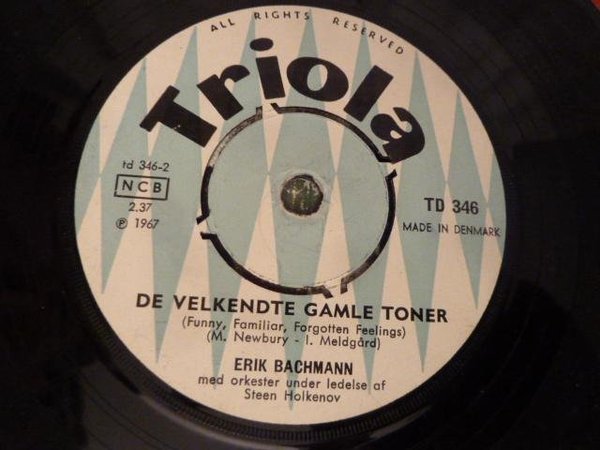 ALL RIGHTS RESERVED
Triola
td 346-2
NCB
2.37
℗ 1967
TD 346
MADE IN DENMARK
DE VELKENDTE GAMLE TONER
(Funny, Familiar, Forgotten Feelings)
(M. Newbury - I. Meldgård)
ERIK BACHMANN
med orkester under ledelse af
Steen Holkenov